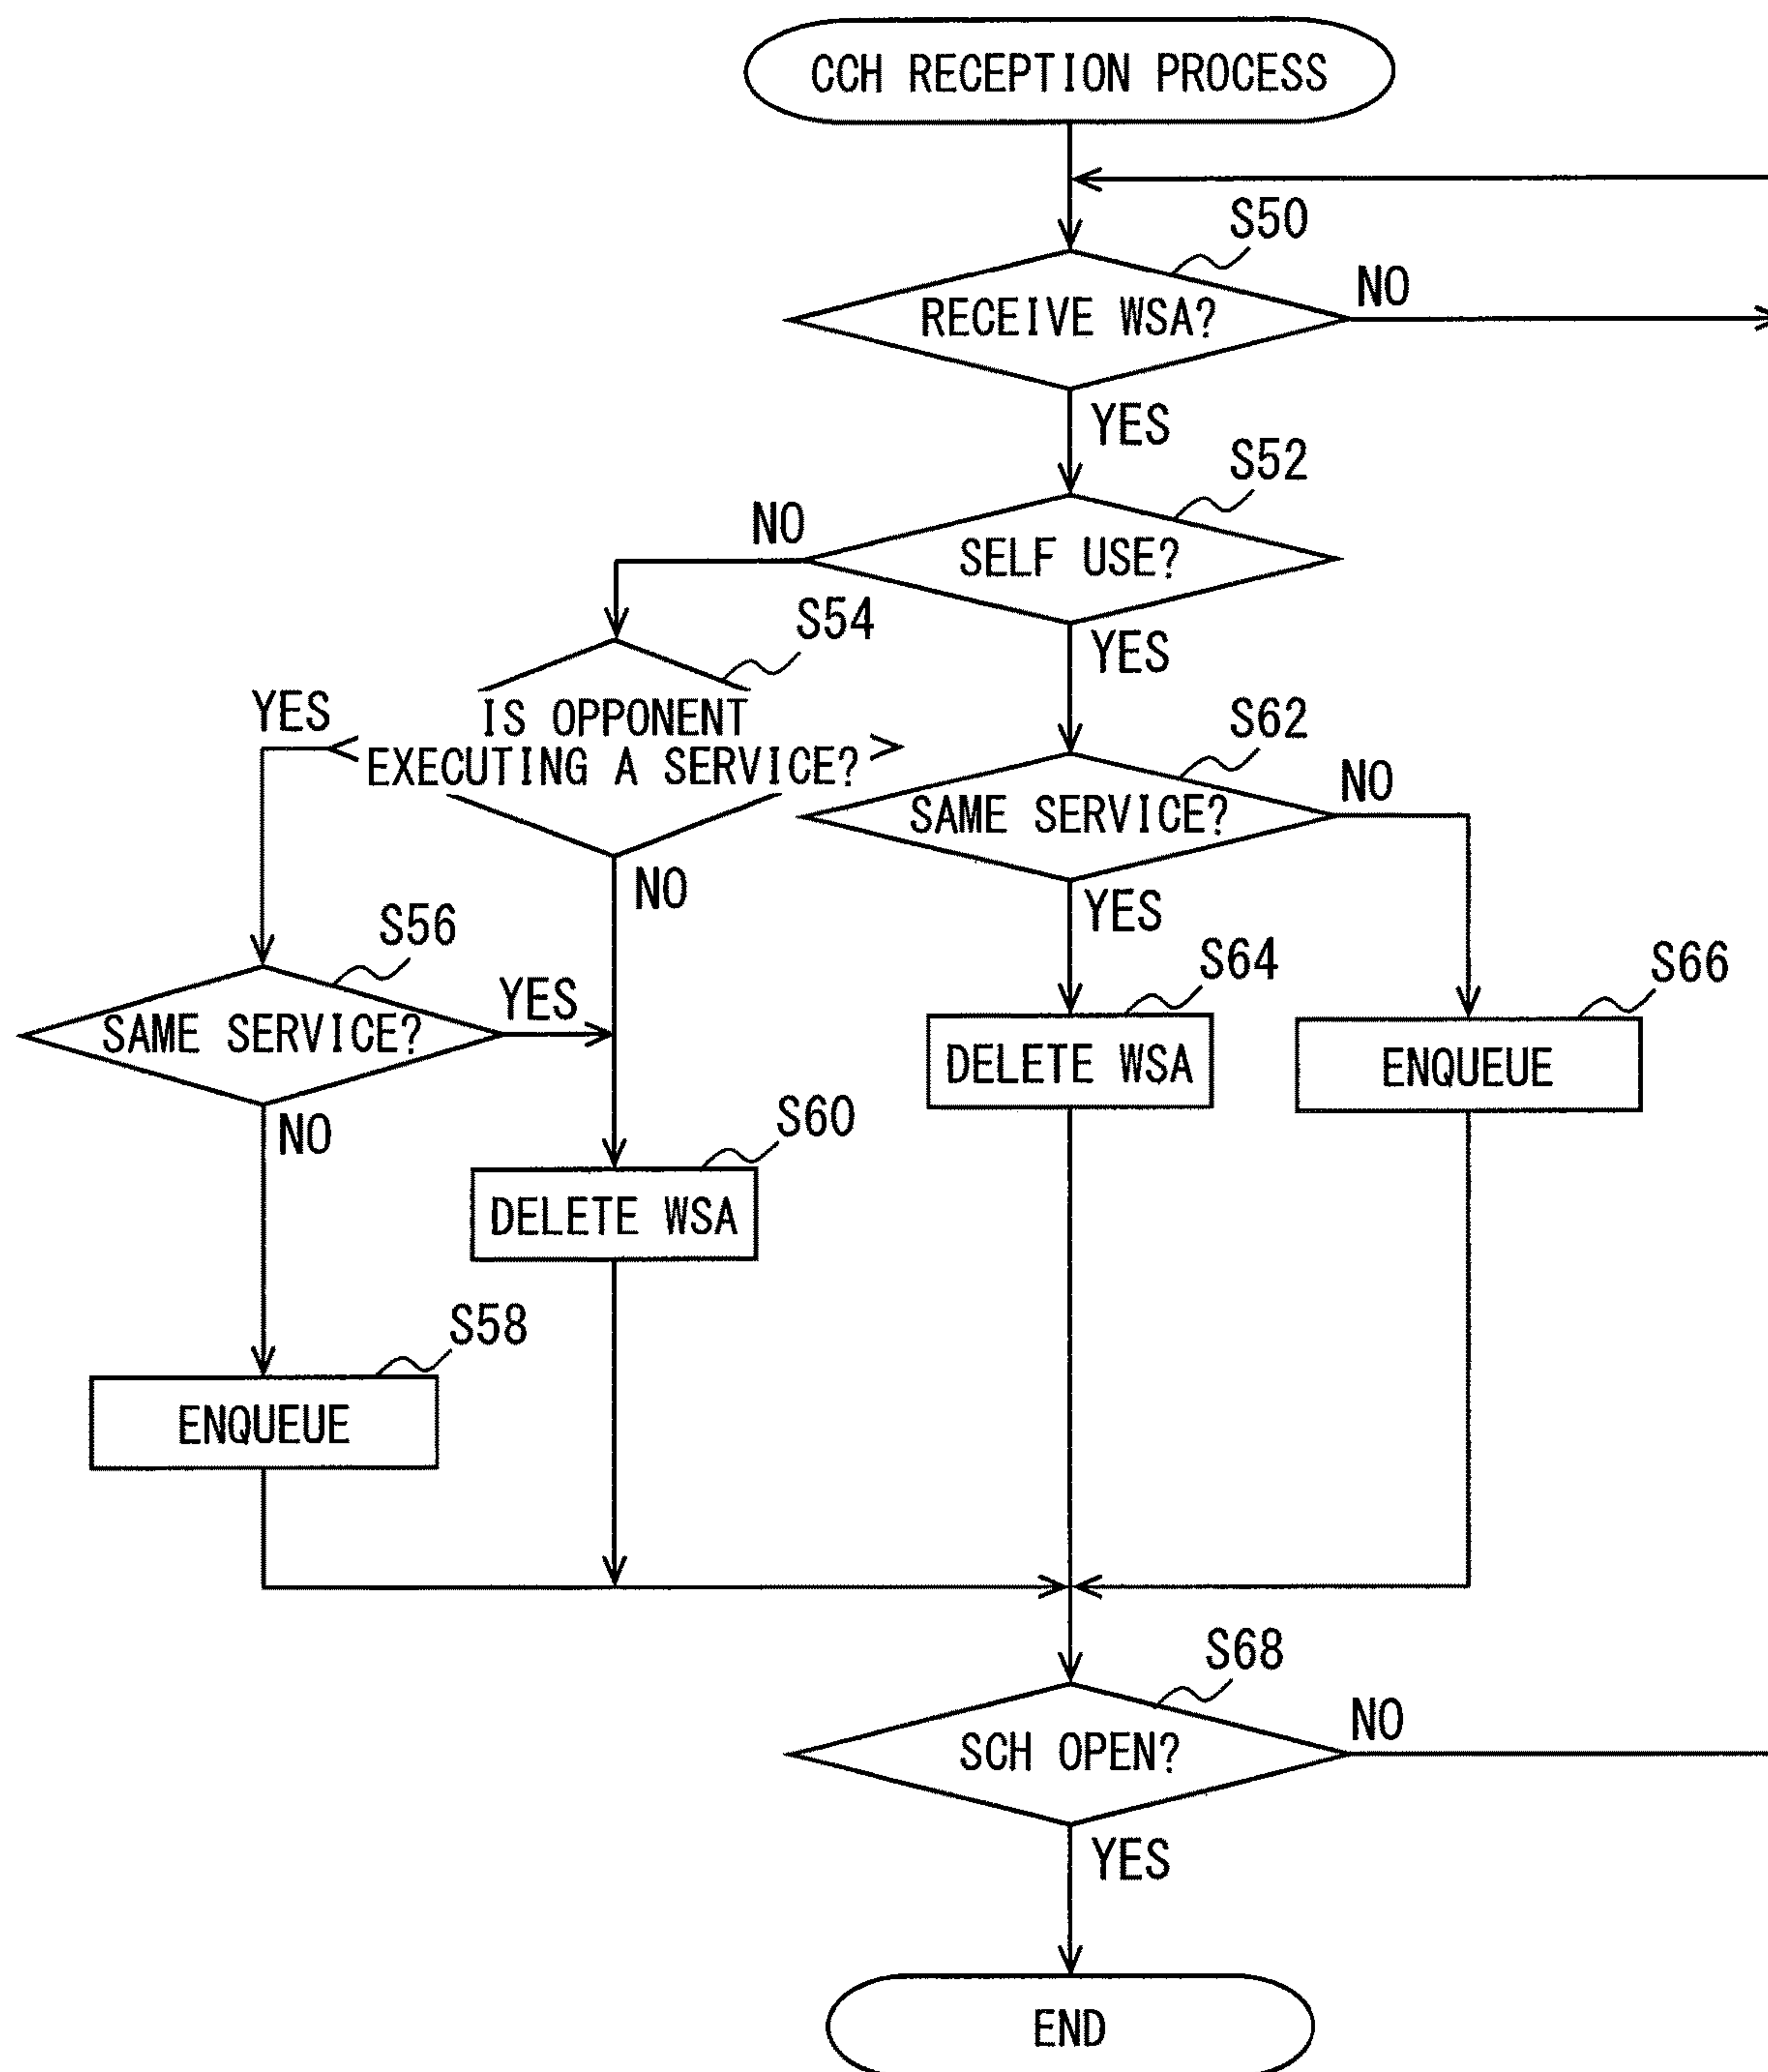 CCH RECEPTION PROCESS
S50
RECEIVE WSA?
NO
YES
S52
NO
SELF USE?
YES
S54
YES
IS OPPONENT
EXECUTING A SERVICE?
NO
S62
SAME SERVICE?
NO
YES
S56
SAME SERVICE?
YES
NO
S64
DELETE WSA
S66
ENQUEUE
S60
DELETE WSA
S58
ENQUEUE
S68
SCH OPEN?
NO
YES
END